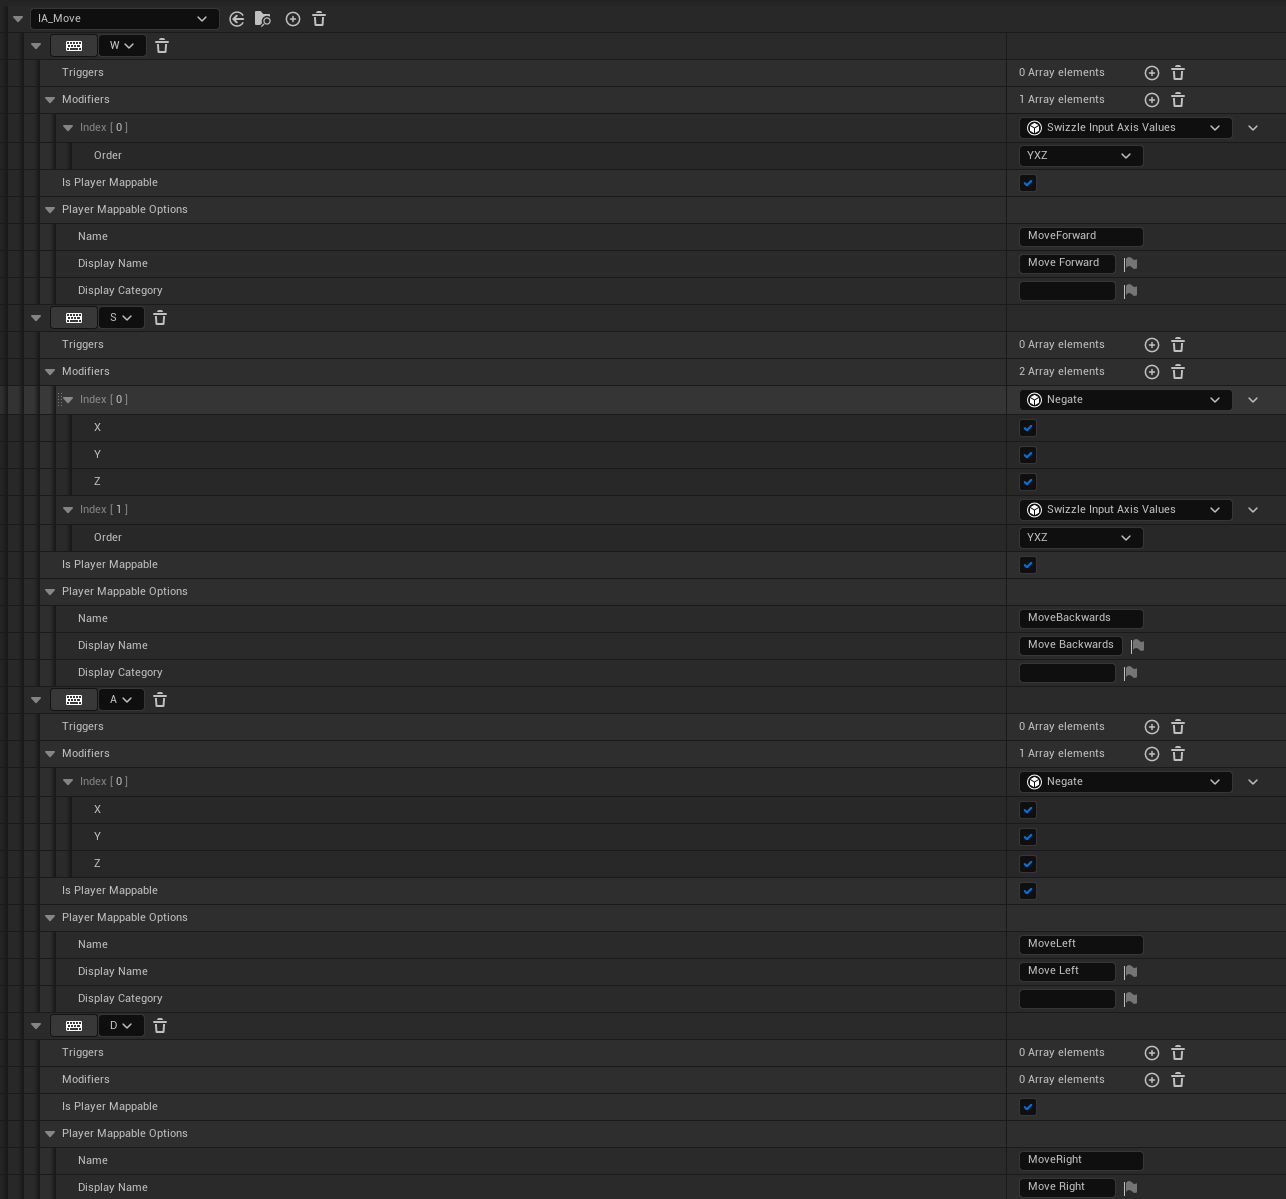 IA_Move
W
Triggers 0 Array elements
Modifiers 1 Array elements
Index [ 0 ] Swizzle Input Axis Values
Order YXZ
Is Player Mappable
Player Mappable Options
Name MoveForward
Display Name Move Forward
Display Category
S
Triggers 0 Array elements
Modifiers 2 Array elements
Index [ 0 ] Negate
X
Y
Z
Index [ 1 ] Swizzle Input Axis Values
Order YXZ
Is Player Mappable
Player Mappable Options
Name MoveBackwards
Display Name Move Backwards
Display Category
A
Triggers 0 Array elements
Modifiers 1 Array elements
Index [ 0 ] Negate
X
Y
Z
Is Player Mappable
Player Mappable Options
Name MoveLeft
Display Name Move Left
Display Category
D
Triggers 0 Array elements
Modifiers 0 Array elements
Is Player Mappable
Player Mappable Options
Name MoveRight
Display Name Move Right